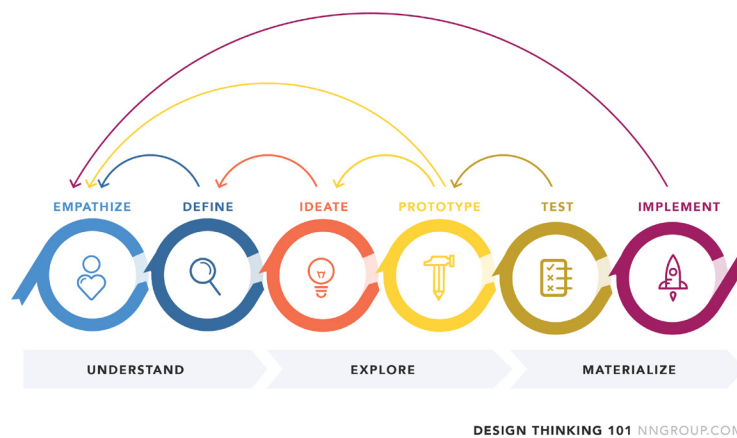 EMPATHIZE DEFINE IDEATE PROTOTYPE TEST IMPLEMENT
UNDERSTAND EXPLORE MATERIALIZE
DESIGN THINKING 101 NNGROUP.COM